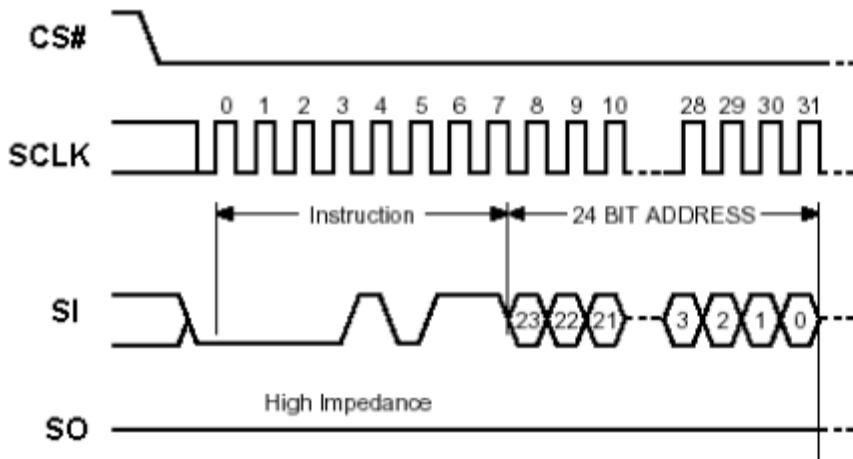 CS#
0 1 2 3 4 5 6 7 8 9 10 28 29 30 31
SCLK
Instruction 24 BIT ADDRESS
SI 23 22 21 3 2 1 0
High Impedance
SO